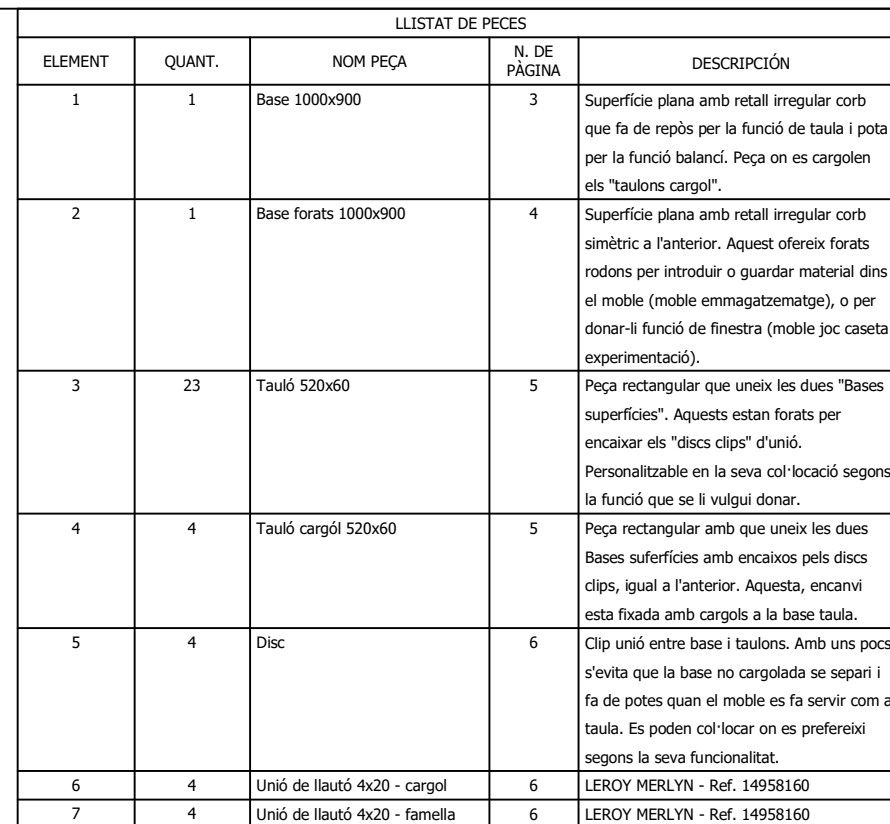 LLISTAT DE PECES
ELEMENT QUANT. NOM PEÇA N. DE PÀGINA DESCRIPCIÓN
1 1 Base 1000x900 3 Superfície plana amb retall irregular corb
que fa de repòs per la funció de taula i pota
per la funció balancí. Peça on es cargolen
els "taulons cargol".
2 1 Base forats 1000x900 4 Superfície plana amb retall irregular corb
simètric a l'anterior. Aquest ofereix forats
rodons per introduir o guardar material dins
el moble (moble emmagatzematge), o per
donar-li funció de finestra (moble joc caseta
experimentació).
3 23 Tauló 520x60 5 Peça rectangular que uneix les dues "Bases
superfícies". Aquests estan forats per
encaixar els "discs clips" d'unió.
Personalitzable en la seva col·locació segons
la funció que se li vulgui donar.
4 4 Tauló cargól 520x60 5 Peça rectangular amb que uneix les dues
Bases suferfícies amb encaixos pels discs
clips, igual a l'anterior. Aquesta, encanvi
esta fixada amb cargols a la base taula.
5 4 Disc 6 Clip unió entre base i taulons. Amb uns pocs
s'evita que la base no cargolada se separi i
fa de potes quan el moble es fa servir com a
taula. Es poden col·locar on es prefereixi
segons la seva funcionalitat.
6 4 Unió de llautó 4x20 - cargol 6 LEROY MERLYN - Ref. 14958160
7 4 Unió de llautó 4x20 - famella 6 LEROY MERLYN - Ref. 14958160